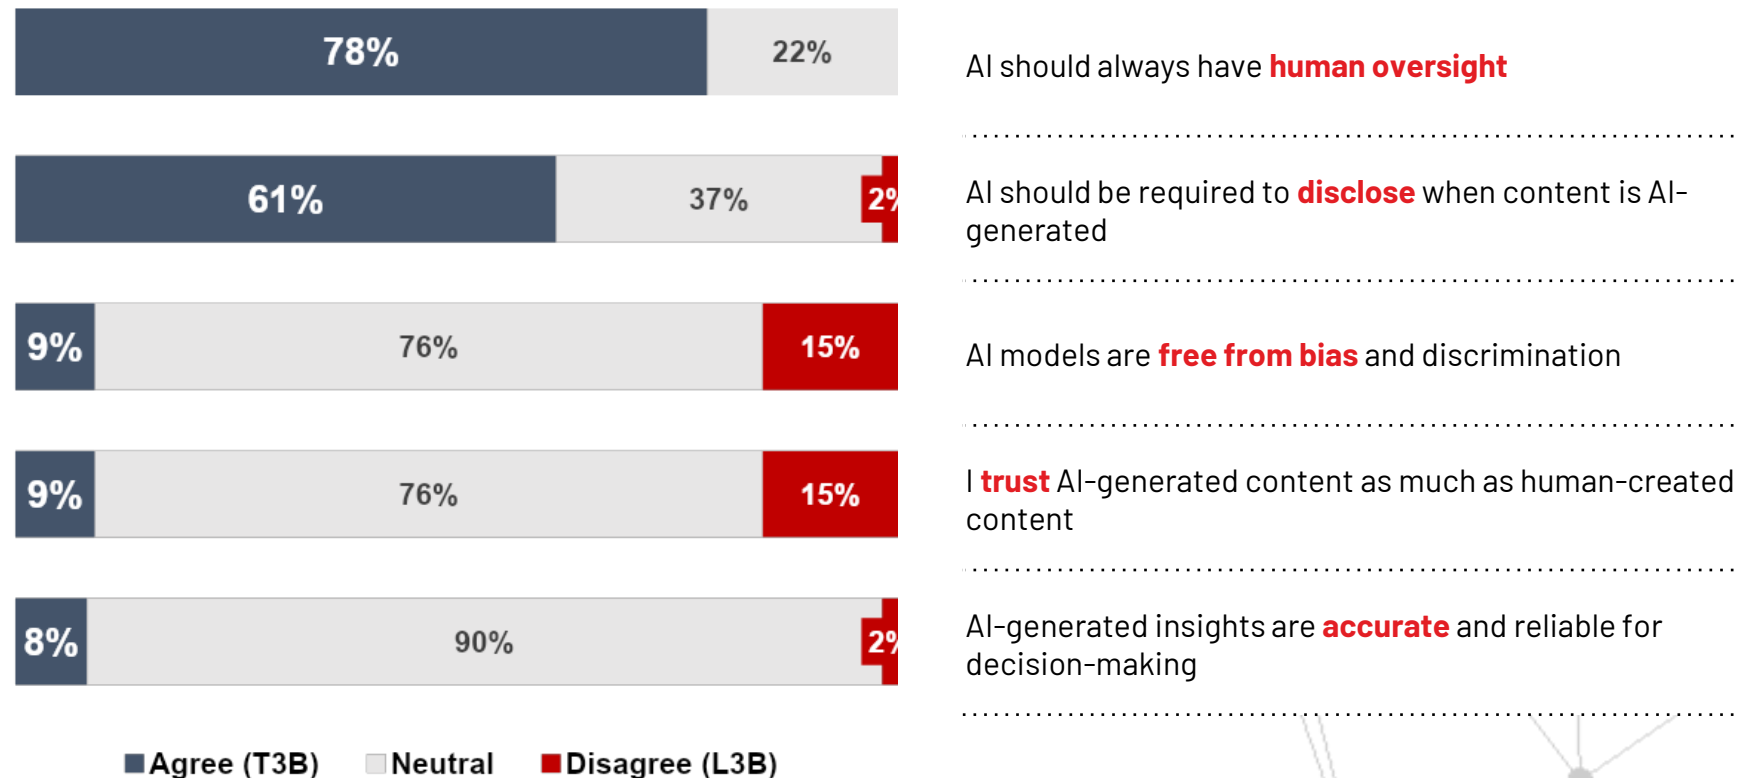 78% 22%
AI should always have human oversight
61% 37% 2%
AI should be required to disclose when content is AI-
generated
9% 76% 15%
AI models are free from bias and discrimination
9% 76% 15%
I trust AI-generated content as much as human-created
content
8% 90% 2%
AI-generated insights are accurate and reliable for
decision-making
Agree (T3B) Neutral Disagree (L3B)